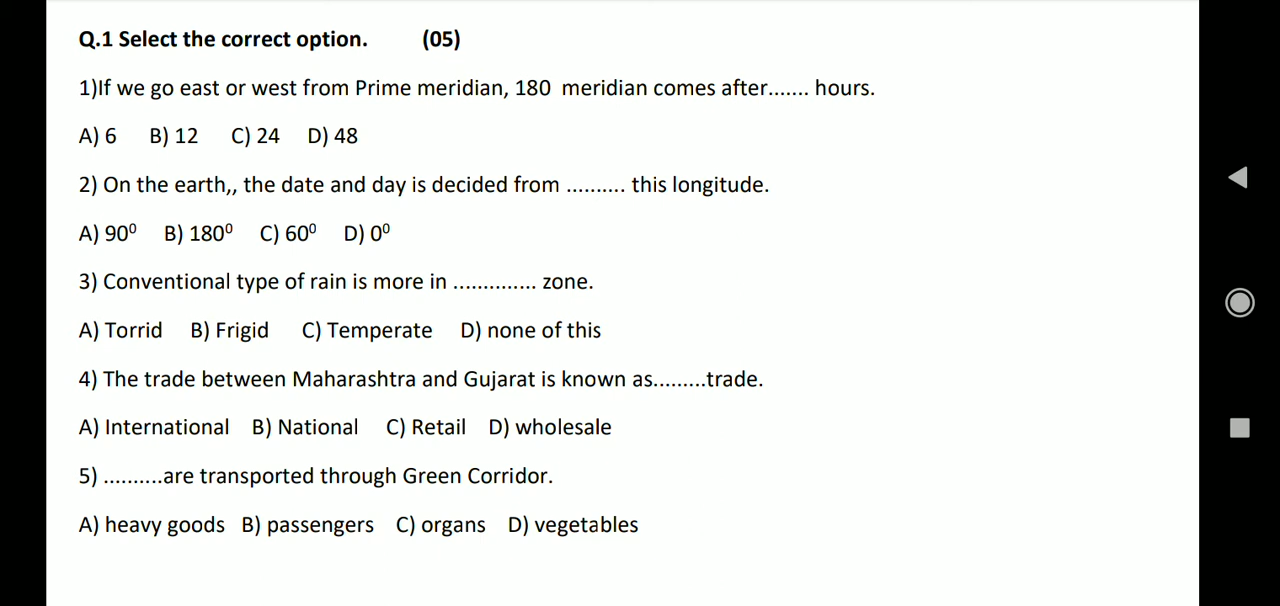 Q.1 Select the correct option. (05)
1)If we go east or west from Prime meridian, 180 meridian comes after....... hours.
A) 6 B) 12 C) 24 D) 48
2) On the earth,, the date and day is decided from .......... this longitude.
A) 90⁰ B) 180⁰ C) 60⁰ D) 0⁰
3) Conventional type of rain is more in .............. zone.
A) Torrid B) Frigid C) Temperate D) none of this
4) The trade between Maharashtra and Gujarat is known as.........trade.
A) International B) National C) Retail D) wholesale
5) ..........are transported through Green Corridor.
A) heavy goods B) passengers C) organs D) vegetables